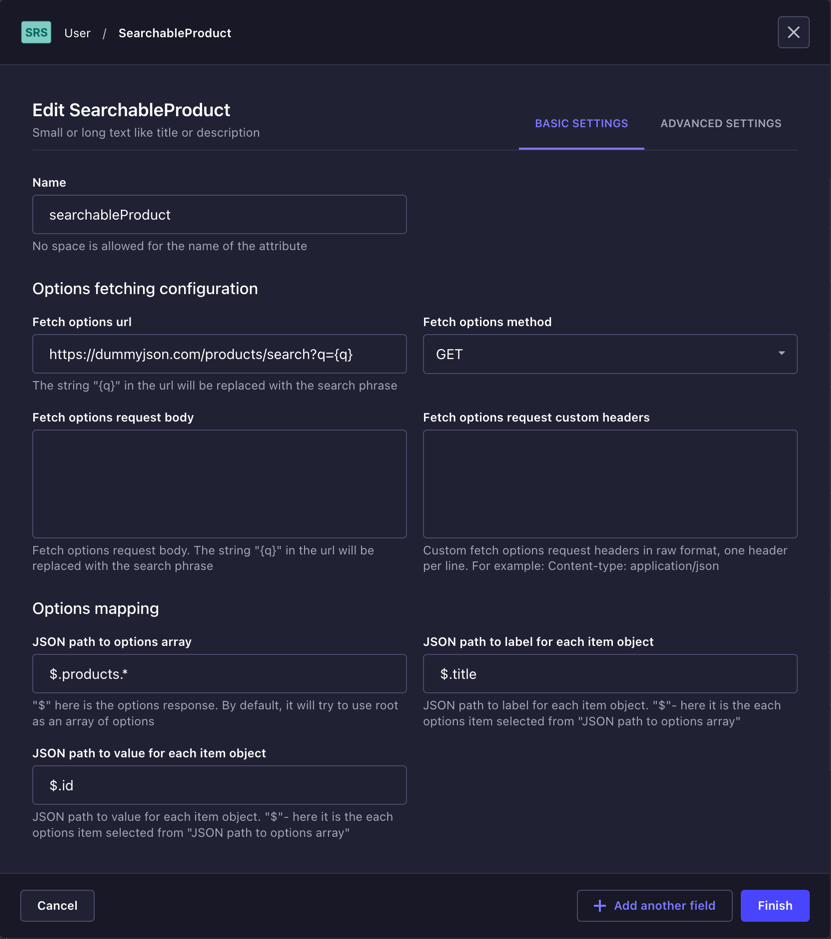 SRS User / SearchableProduct
Edit SearchableProduct
Small or long text like title or description
BASIC SETTINGS
ADVANCED SETTINGS
Name
searchableProduct
No space is allowed for the name of the attribute
Options fetching configuration
Fetch options url
https://dummyjson.com/products/search?q={q}
The string "{q}" in the url will be replaced with the search phrase
Fetch options method
GET
Fetch options request body
Fetch options request body. The string "{q}" in the url will be
replaced with the search phrase
Fetch options request custom headers
Custom fetch options request headers in raw format, one header
per line. For example: Content-type: application/json
Options mapping
JSON path to options array
$.products.*
"$" here is the options response. By default, it will try to use root
as an array of options
JSON path to label for each item object
$.title
JSON path to label for each item object. "$"- here it is the each
options item selected from "JSON path to options array"
JSON path to value for each item object
$.id
JSON path to value for each item object. "$"- here it is the each
options item selected from "JSON path to options array"
Cancel
+ Add another field
Finish